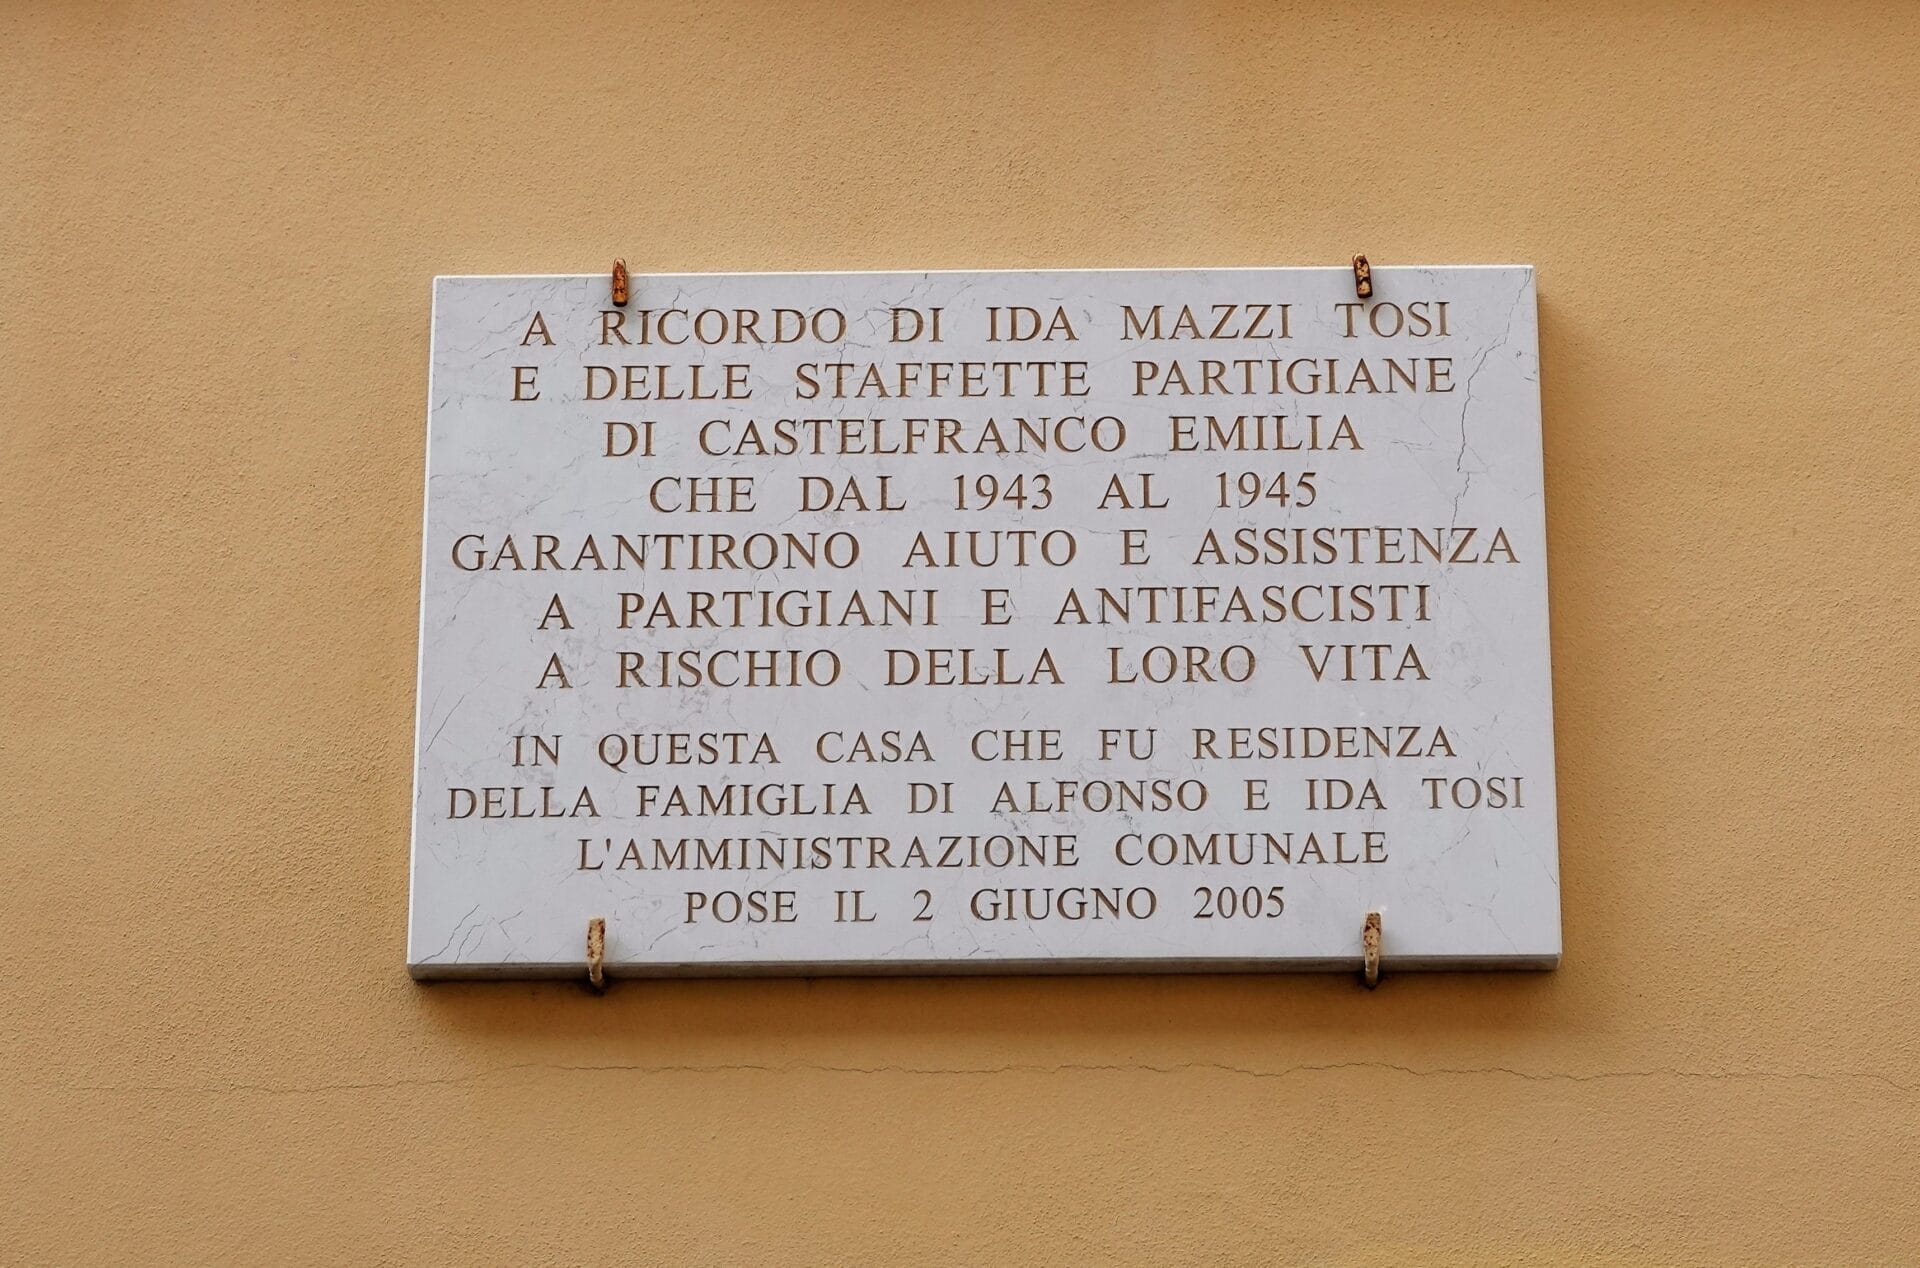 A RICORDO DI IDA MAZZI TOSI
E DELLE STAFFETTE PARTIGIANE
DI CASTELFRANCO EMILIA
CHE DAL 1943 AL 1945
GARANTIRONO AIUTO E ASSISTENZA
A PARTIGIANI E ANTIFASCISTI
A RISCHIO DELLA LORO VITA
IN QUESTA CASA CHE FU RESIDENZA
DELLA FAMIGLIA DI ALFONSO E IDA TOSI
L'AMMINISTRAZIONE COMUNALE
POSE IL 2 GIUGNO 2005